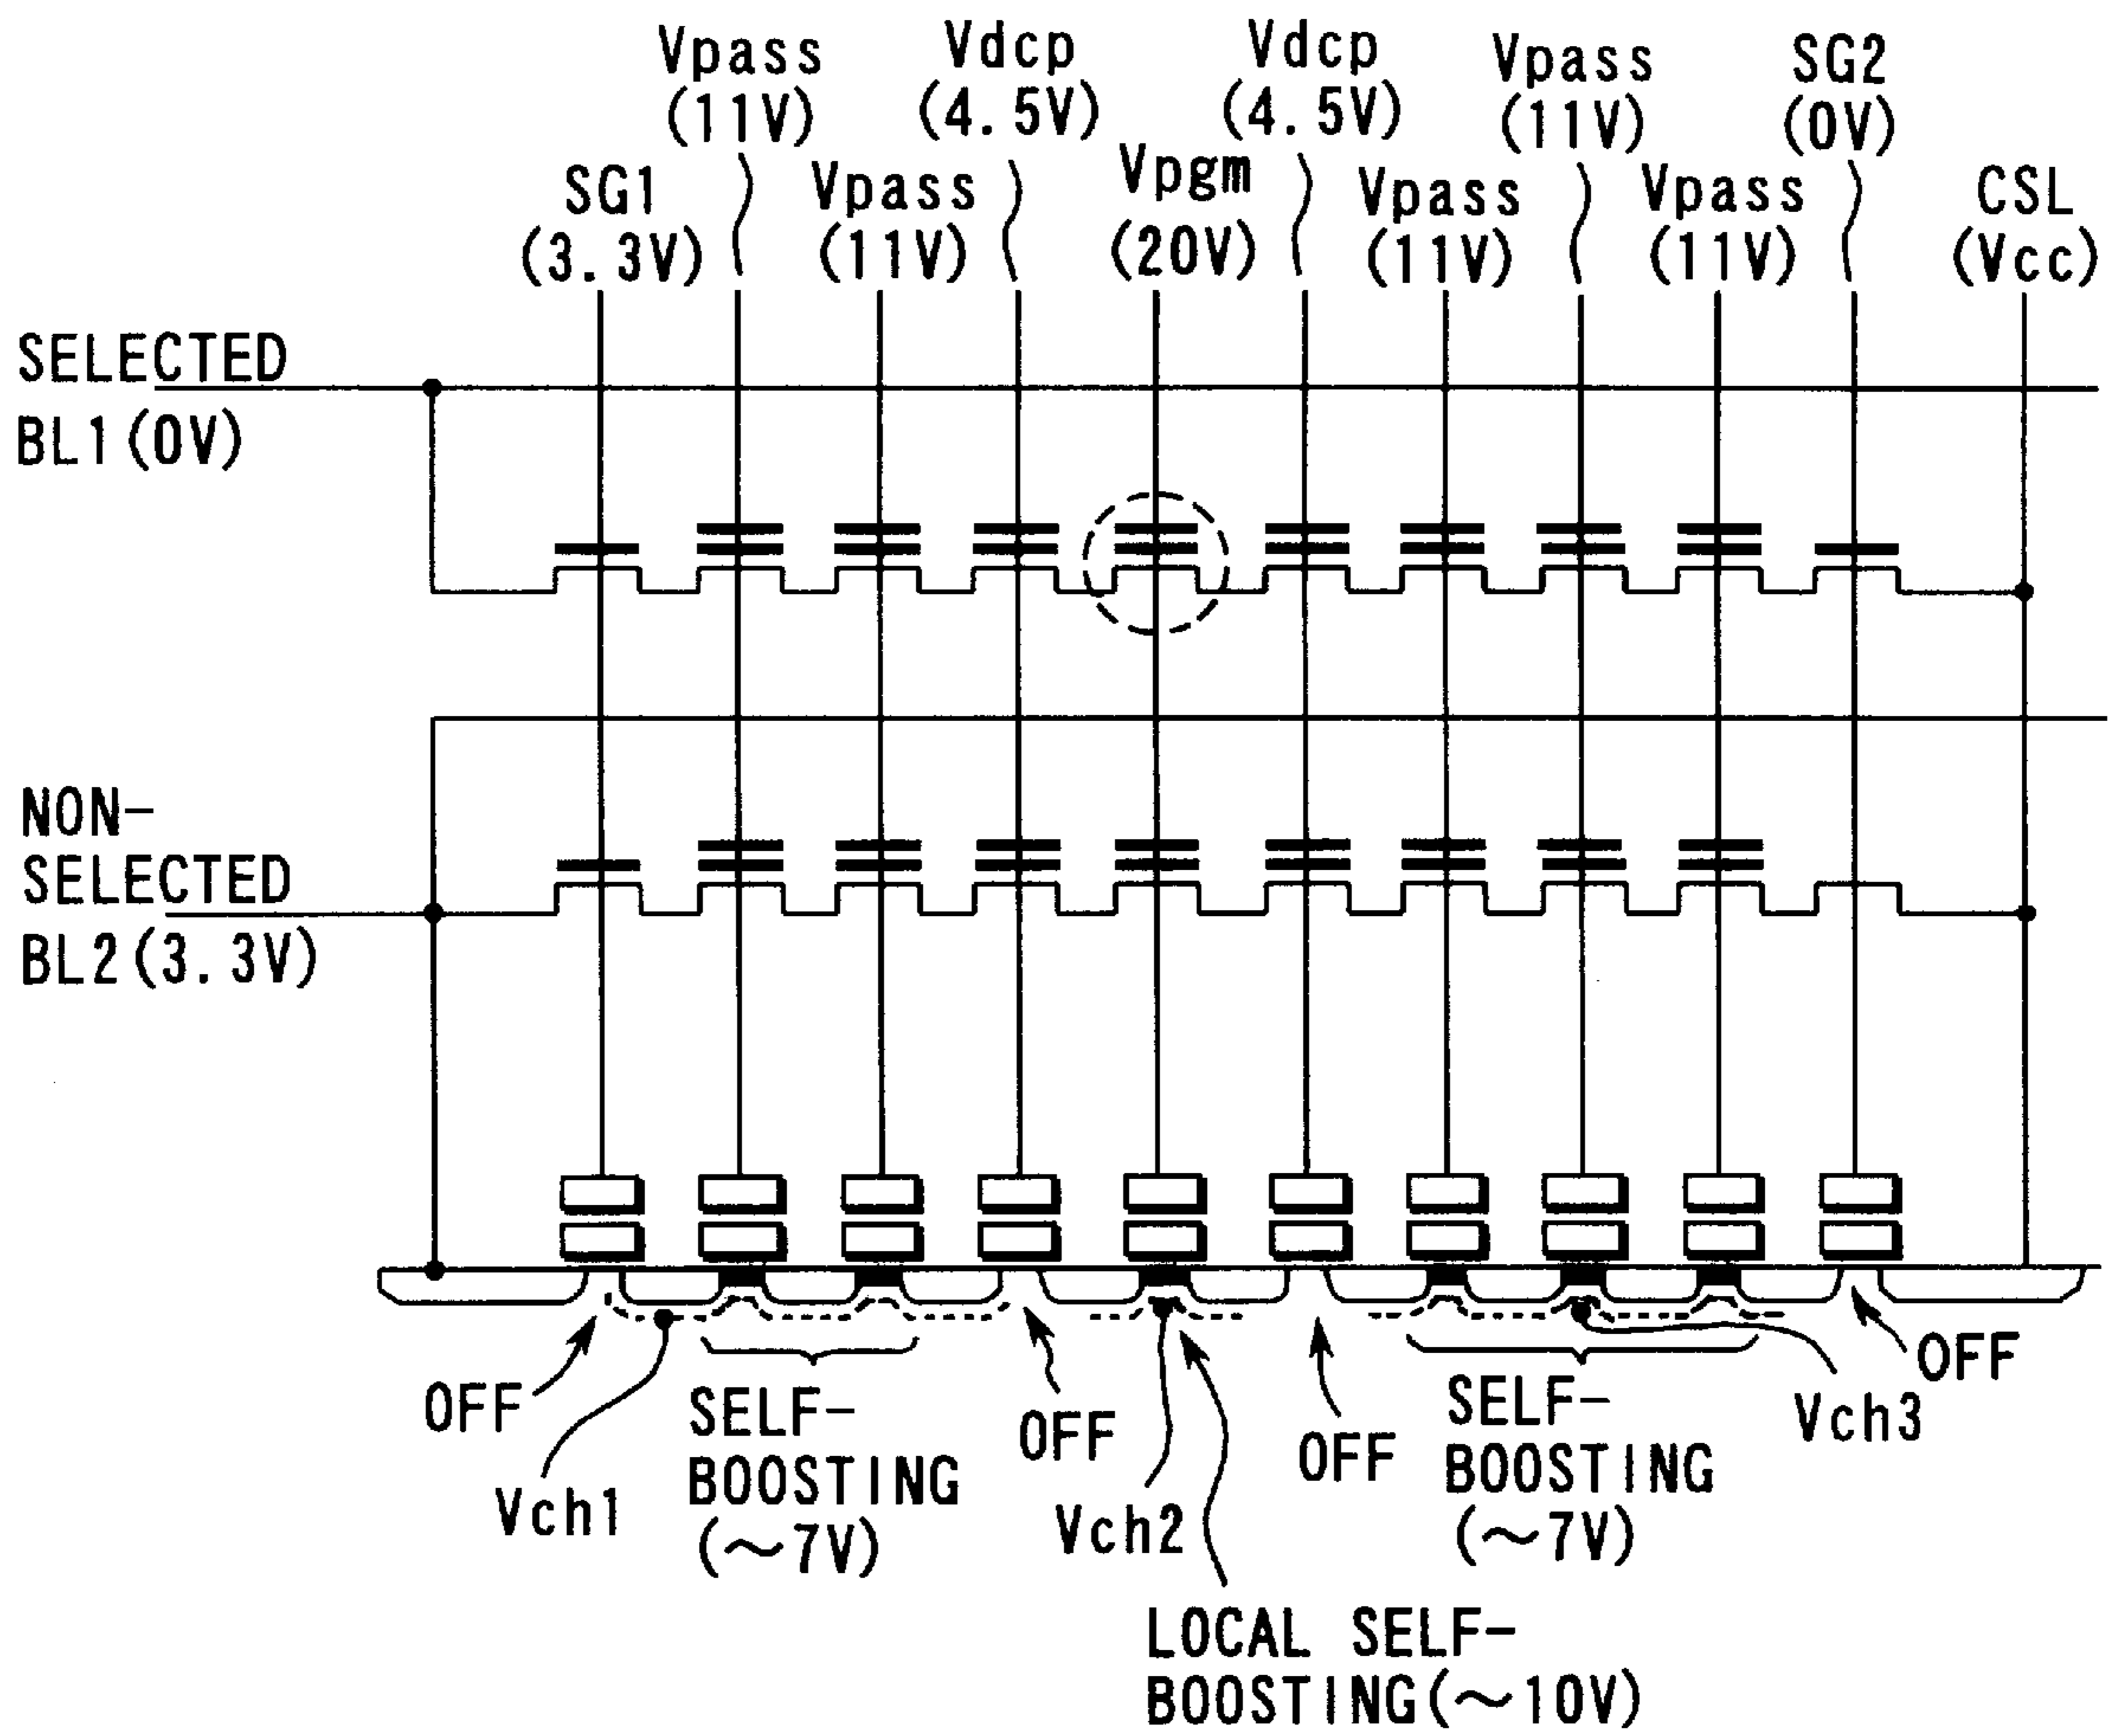 Vpass
(11V)
Vdcp
(4.5V)
Vdcp
(4.5V)
Vpass
(11V)
SG2
(0V)
SG1
(3.3V)
Vpass
(11V)
Vpgm
(20V)
Vpass
(11V)
Vpass
(11V)
CSL
(Vcc)
SELECTED
BL1(0V)
NON-
SELECTED
BL2(3.3V)
OFF
Vch1
SELF-
BOOSTING
(~7V)
OFF
Vch2
LOCAL SELF-
BOOSTING(~10V)
OFF
SELF-
BOOSTING
(~7V)
Vch3
OFF